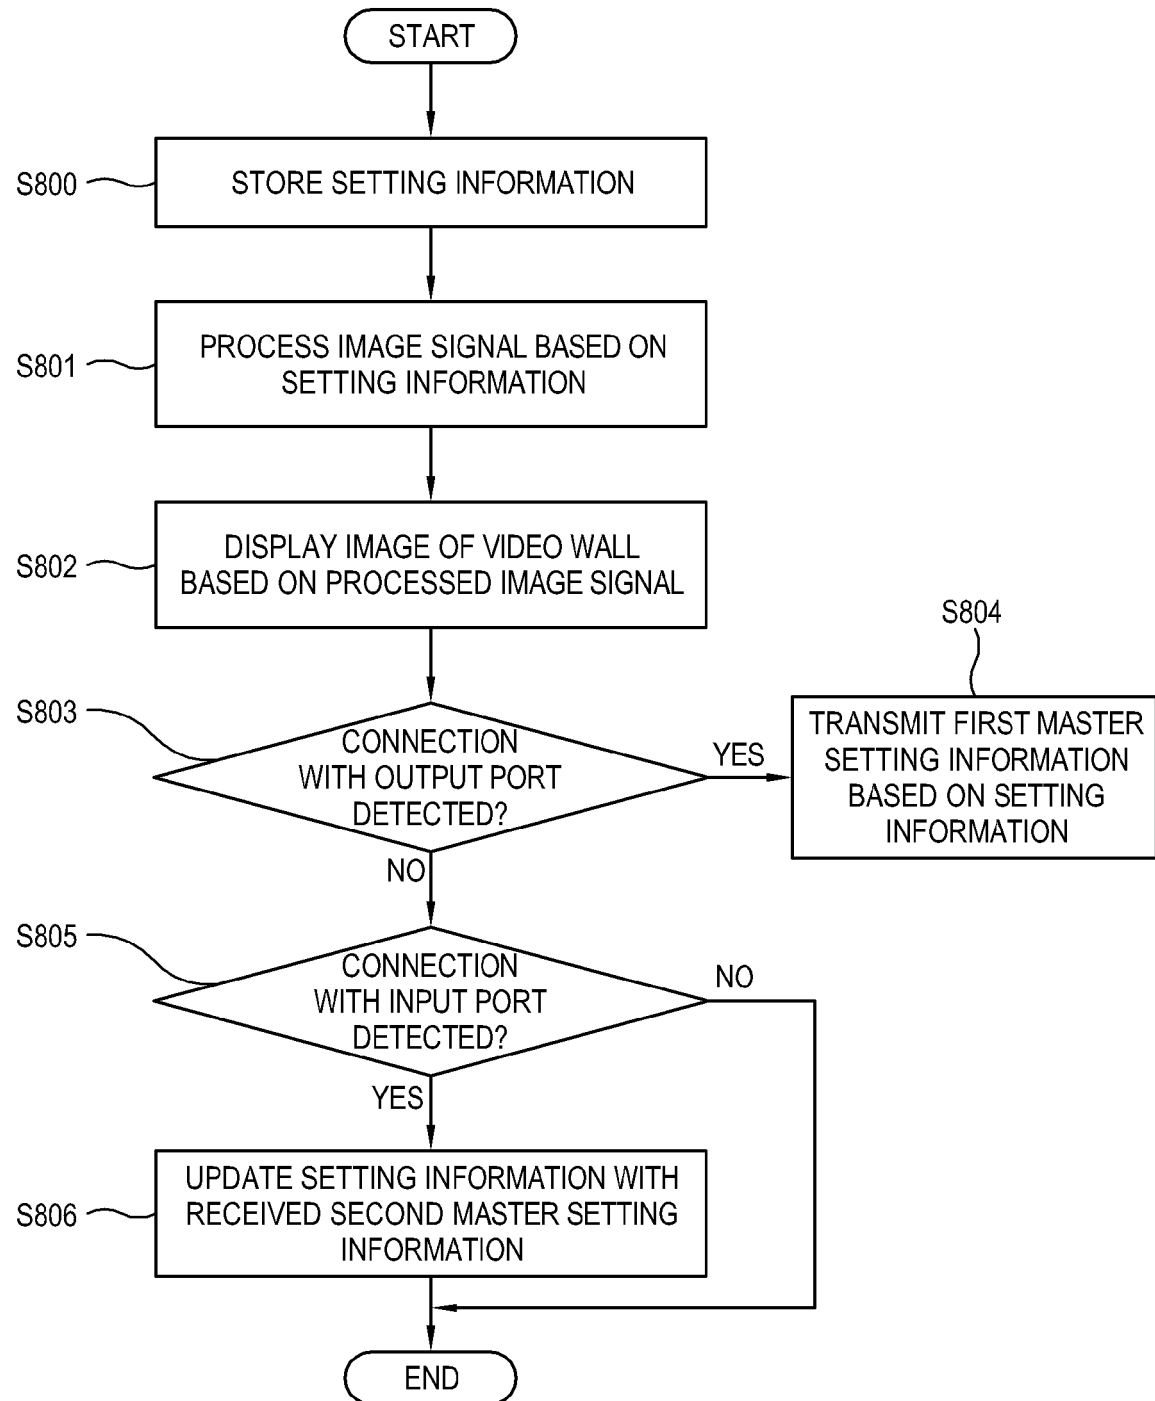 START
S800
STORE SETTING INFORMATION
S801
PROCESS IMAGE SIGNAL BASED ON
SETTING INFORMATION
S802
DISPLAY IMAGE OF VIDEO WALL
BASED ON PROCESSED IMAGE SIGNAL
S803
CONNECTION
WITH OUTPUT PORT
DETECTED?
YES
S804
TRANSMIT FIRST MASTER
SETTING INFORMATION
BASED ON SETTING
INFORMATION
NO
S805
CONNECTION
WITH INPUT PORT
DETECTED?
NO
YES
S806
UPDATE SETTING INFORMATION WITH
RECEIVED SECOND MASTER SETTING
INFORMATION
END